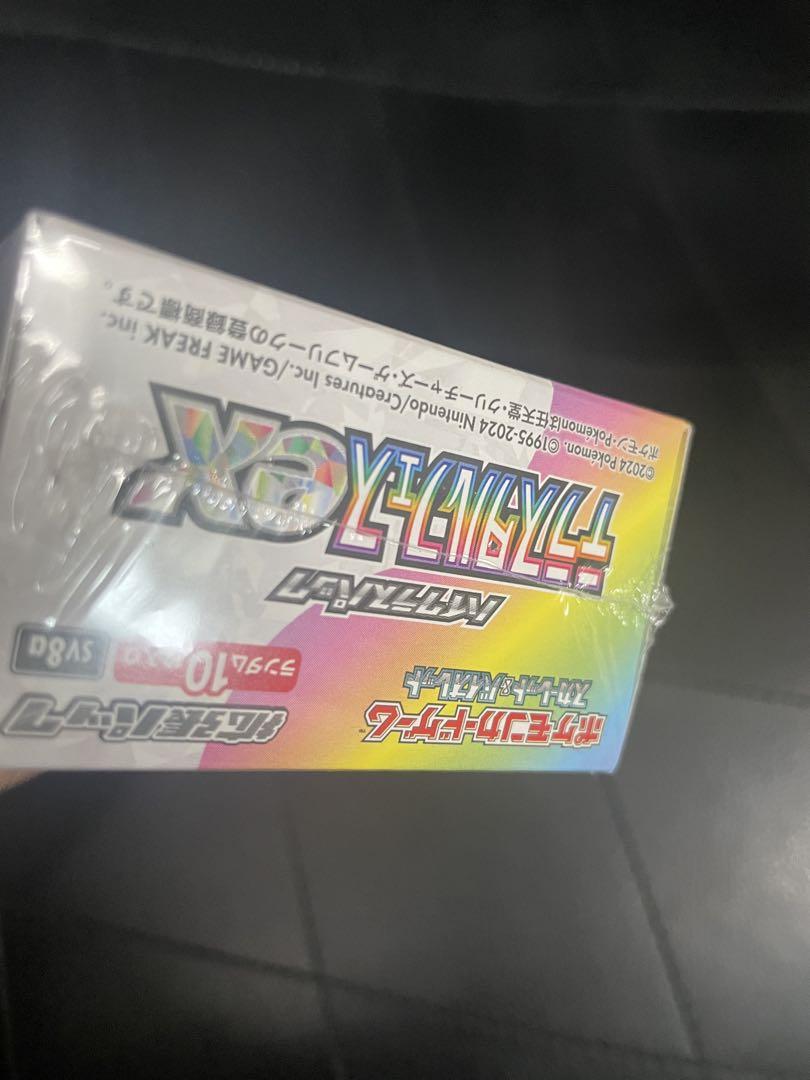 ポケモンカードゲーム
スカーレット&バイオレット
拡張パック
ランダム10
sv8a
ハイクラスパック
テラスタルフェスex
©2024 Pokémon. ©1995-2024 Nintendo/Creatures Inc./GAME FREAK inc.
ポケモン・Pokémonは任天堂・クリーチャーズ・ゲームフリークの登録商標です。